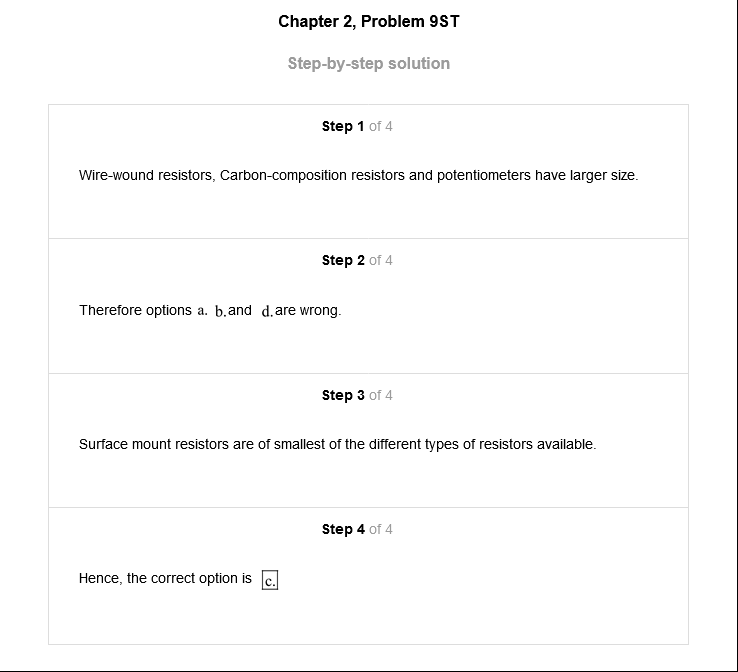 Chapter 2, Problem 9ST
Step-by-step solution
Step 1 of 4
Wire-wound resistors, Carbon-composition resistors and potentiometers have larger size.
Step 2 of 4
Therefore options a. b. and d. are wrong.
Step 3 of 4
Surface mount resistors are of smallest of the different types of resistors available.
Step 4 of 4
Hence, the correct option is c.